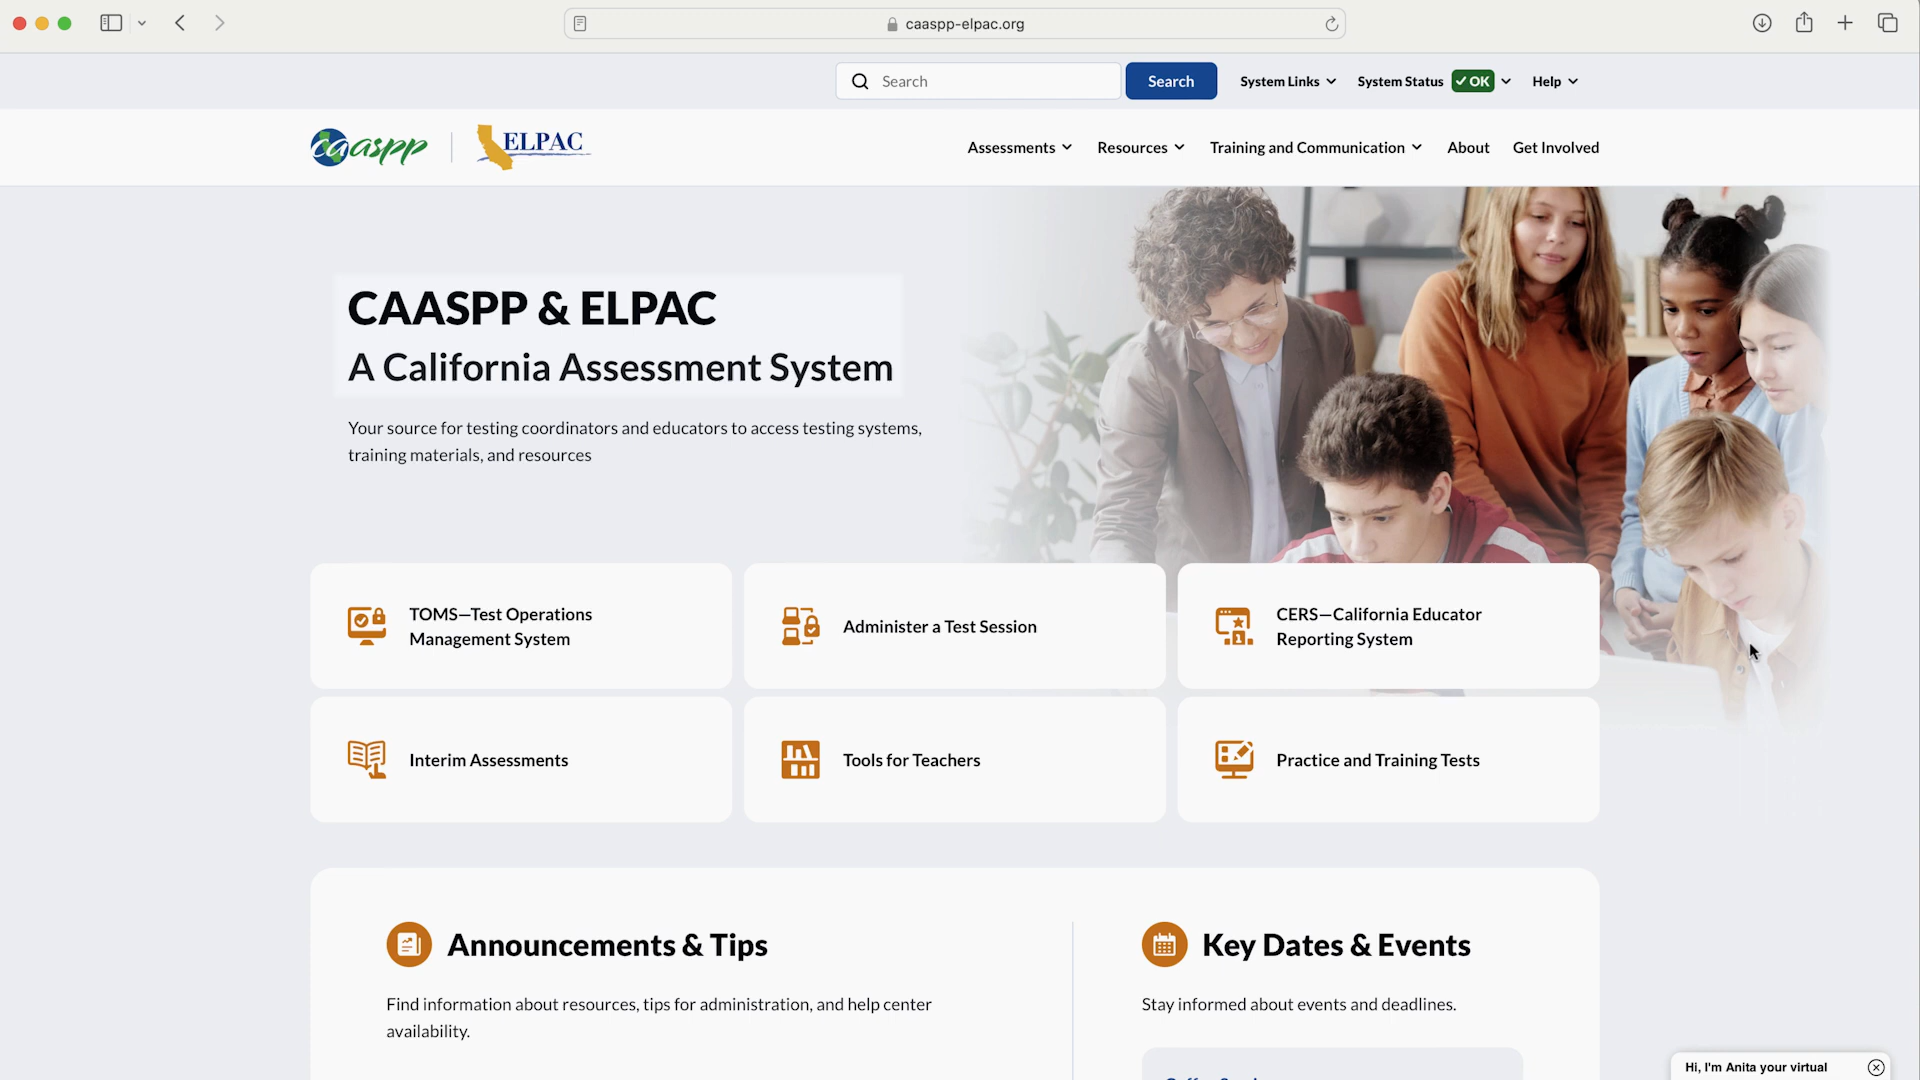 caaspp-elpac.org
Search
Search
System Links
System Status
OK
Help
caaspp
ELPAC
Assessments
Resources
Training and Communication
About
Get Involved
CAASPP & ELPAC
A California Assessment System
Your source for testing coordinators and educators to access testing systems,
training materials, and resources
TOMS—Test Operations
Management System
Administer a Test Session
CERS—California Educator
Reporting System
Interim Assessments
Tools for Teachers
Practice and Training Tests
Announcements & Tips
Key Dates & Events
Find information about resources, tips for administration, and help center
availability.
Stay informed about events and deadlines.
Hi, I'm Anita your virtual